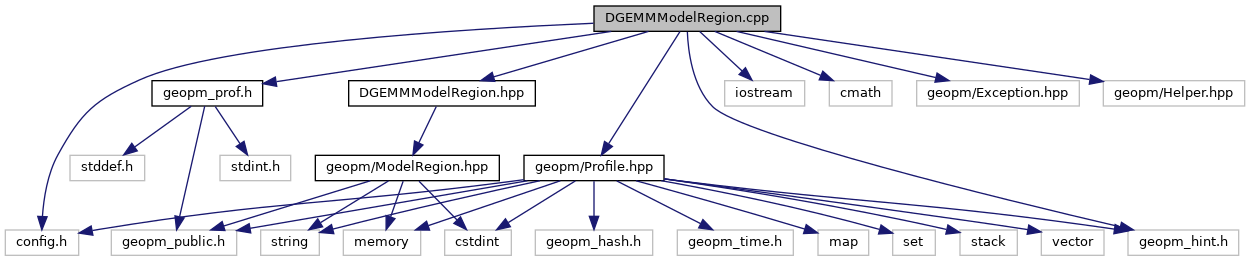 DGEMMModelRegion.cpp
geopm_prof.h
DGEMMModelRegion.hpp
iostream
cmath
geopm/Exception.hpp
geopm/Helper.hpp
stddef.h
stdint.h
geopm/ModelRegion.hpp
geopm/Profile.hpp
config.h
geopm_public.h
string
memory
cstdint
geopm_hash.h
geopm_time.h
map
set
stack
vector
geopm_hint.h